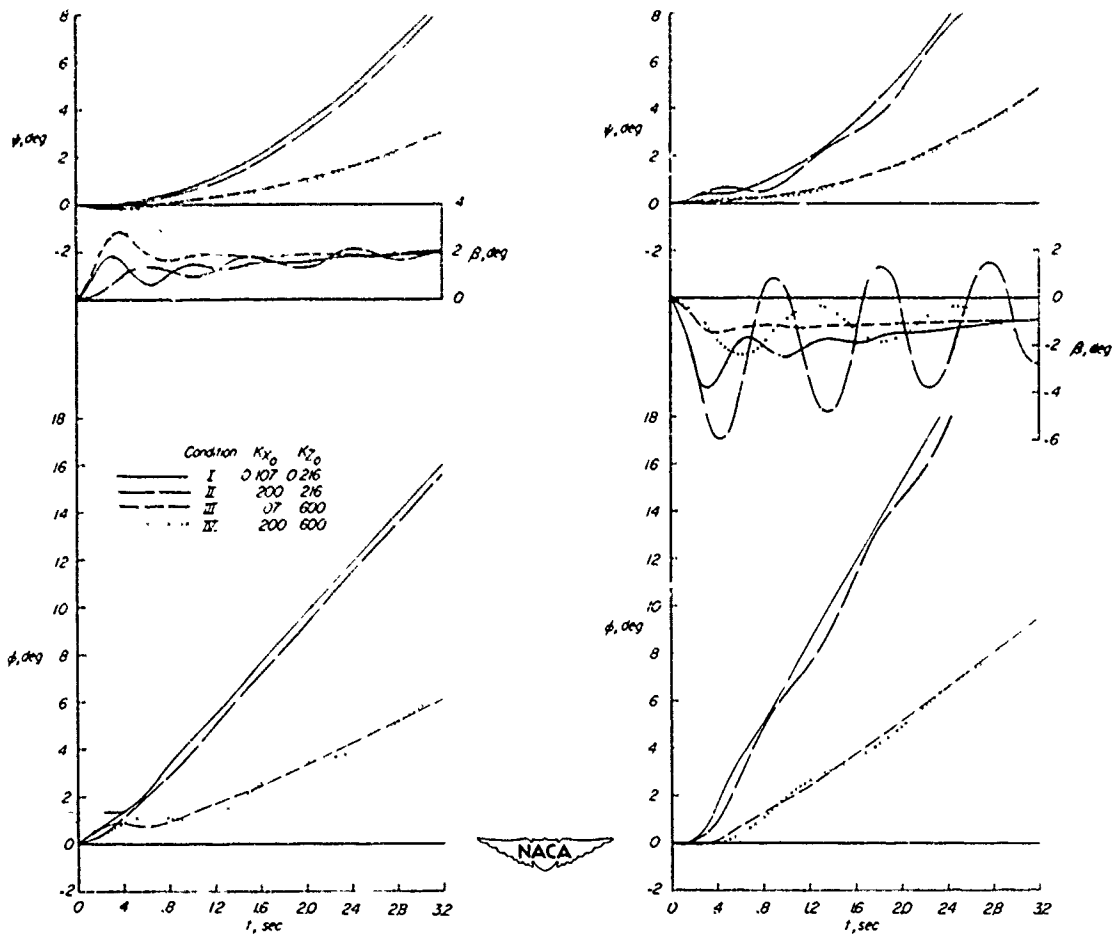 8
6
4
ψ, deg
2
0
-2
4
2 β, deg
0
18
16
14
12
10
8
φ, deg
6
4
2
0
-2
0 .4 .8 1.2 1.6 2.0 2.4 2.8 3.2
t, sec
Condition Kx₀ Kz₀
I 0 107 0 216
II 200 216
III 07 600
IV 200 600
NACA
8
6
4
ψ, deg
2
0
-2
2
0
-2
β, deg
-4
-6
18
16
14
12
10
φ, deg
8
6
4
2
0
-2
0 4 .8 1.2 1.6 2.0 2.4 2.8 3.2
t, sec